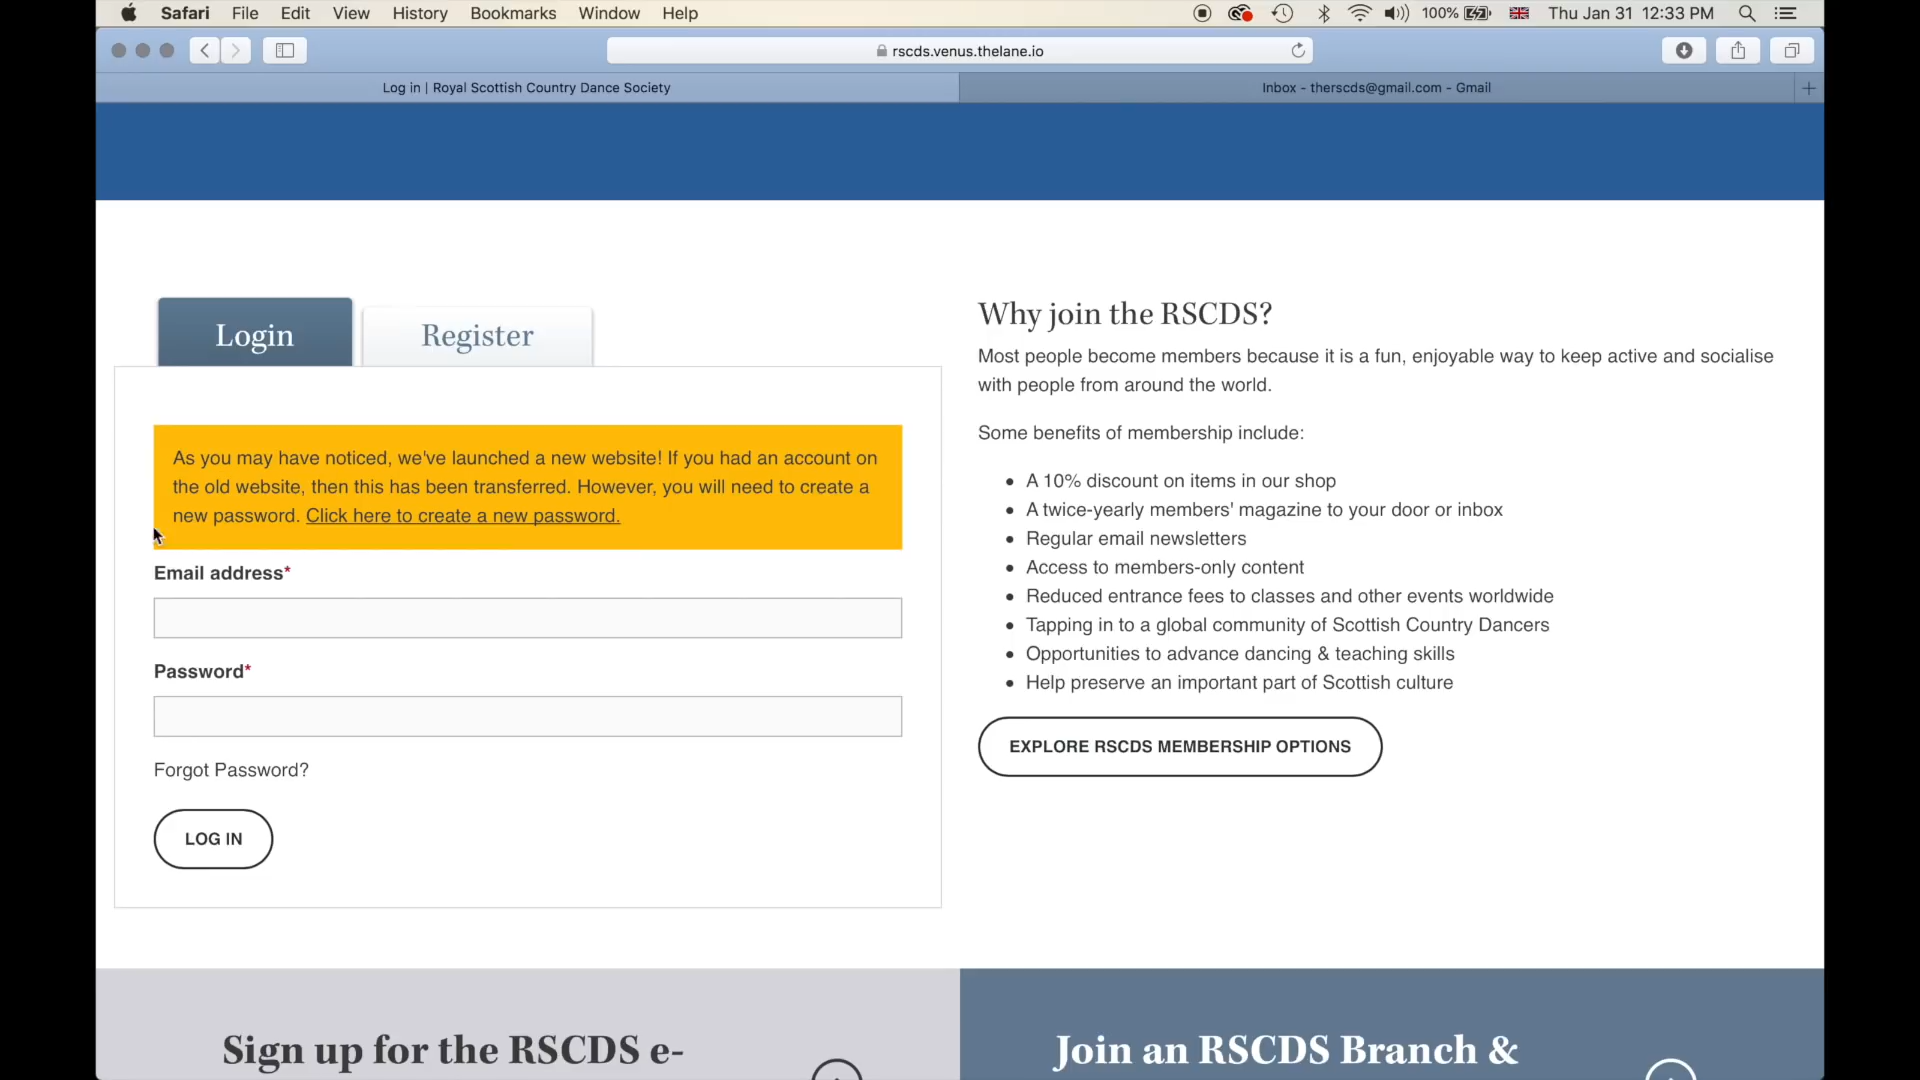 Safari File Edit View History Bookmarks Window Help 100% Thu Jan 31 12:33 PM
rscds.venus.thelane.io
Log in | Royal Scottish Country Dance Society
Inbox - therscds@gmail.com - Gmail
Login
Register
As you may have noticed, we've launched a new website! If you had an account on
the old website, then this has been transferred. However, you will need to create a
new password. Click here to create a new password.
Email address*
Password*
Forgot Password?
LOG IN
Why join the RSCDS?
Most people become members because it is a fun, enjoyable way to keep active and socialise
with people from around the world.
Some benefits of membership include:
• A 10% discount on items in our shop
• A twice-yearly members' magazine to your door or inbox
• Regular email newsletters
• Access to members-only content
• Reduced entrance fees to classes and other events worldwide
• Tapping in to a global community of Scottish Country Dancers
• Opportunities to advance dancing & teaching skills
• Help preserve an important part of Scottish culture
EXPLORE RSCDS MEMBERSHIP OPTIONS
Sign up for the RSCDS e-
Join an RSCDS Branch &